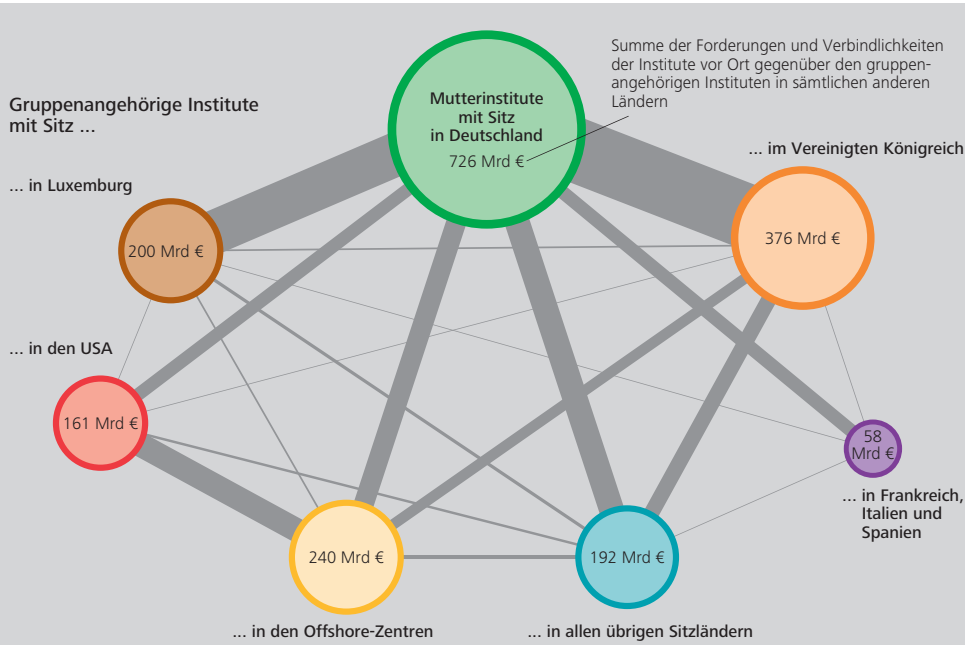 Summe der Forderungen und Verbindlichkeiten
der Institute vor Ort gegenüber den gruppen-
angehörigen Instituten in sämtlichen anderen
Ländern
Gruppenangehörige Institute
mit Sitz ...
Mutterinstitute
mit Sitz
in Deutschland
726 Mrd €
... im Vereinigten Königreich
376 Mrd €
... in Luxemburg
200 Mrd €
... in den USA
161 Mrd €
58
Mrd €
... in Frankreich,
Italien und
Spanien
240 Mrd €
192 Mrd €
... in den Offshore-Zentren
... in allen übrigen Sitzländern